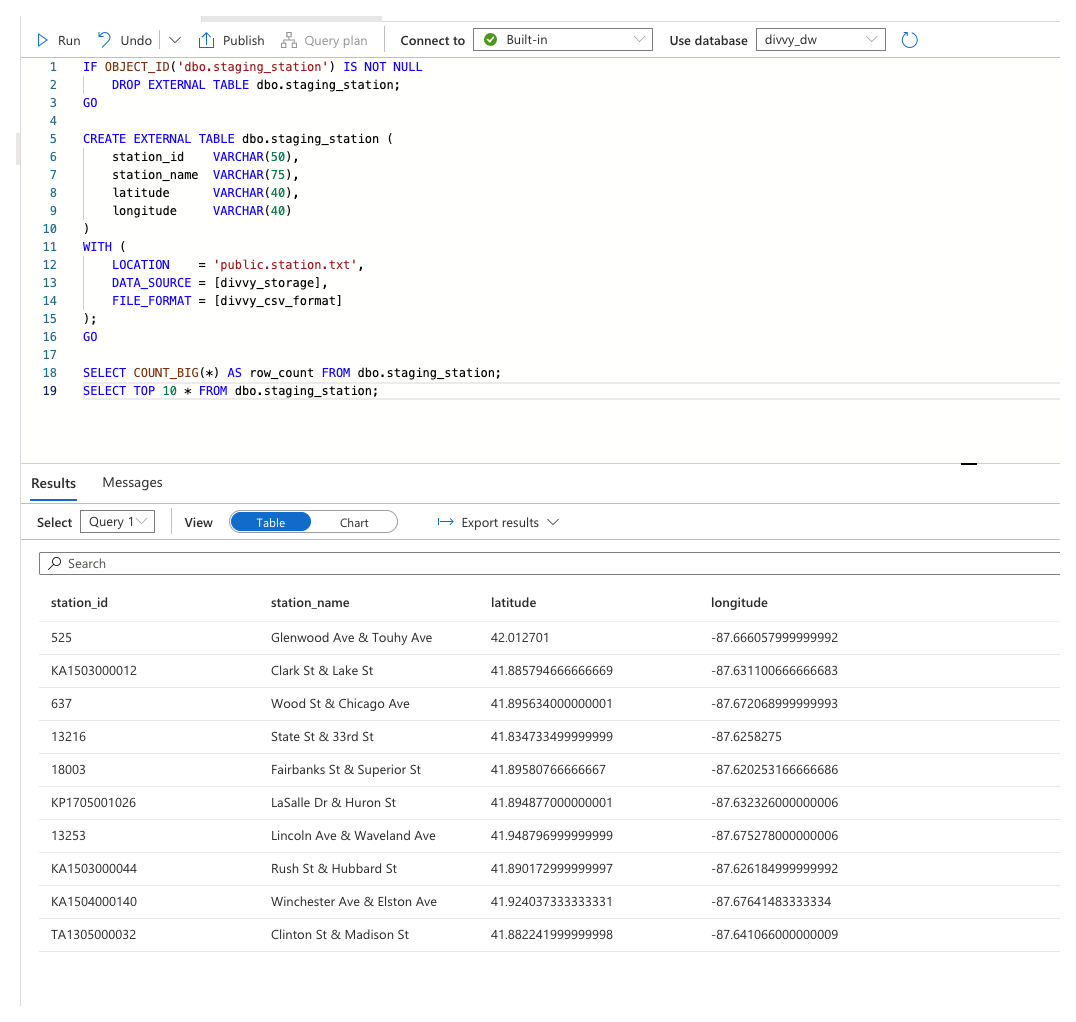 Run Undo Publish Query plan Connect to Built-in Use database divvy_dw
1 IF OBJECT_ID('dbo.staging_station') IS NOT NULL
2 DROP EXTERNAL TABLE dbo.staging_station;
3 GO
4
5 CREATE EXTERNAL TABLE dbo.staging_station (
6 station_id VARCHAR(50),
7 station_name VARCHAR(75),
8 latitude VARCHAR(40),
9 longitude VARCHAR(40)
10 )
11 WITH (
12 LOCATION = 'public.station.txt',
13 DATA_SOURCE = [divvy_storage],
14 FILE_FORMAT = [divvy_csv_format]
15 );
16 GO
17
18 SELECT COUNT_BIG(*) AS row_count FROM dbo.staging_station;
19 SELECT TOP 10 * FROM dbo.staging_station;
Results Messages
Select Query 1 View Table Chart Export results
Search
station_id station_name latitude longitude
525 Glenwood Ave & Touhy Ave 42.012701 -87.666057999999992
KA1503000012 Clark St & Lake St 41.885794666666669 -87.631100666666683
637 Wood St & Chicago Ave 41.895634000000001 -87.672068999999993
13216 State St & 33rd St 41.834733499999999 -87.6258275
18003 Fairbanks St & Superior St 41.89580766666667 -87.620253166666686
KP1705001026 LaSalle Dr & Huron St 41.894877000000001 -87.632326000000006
13253 Lincoln Ave & Waveland Ave 41.948796999999999 -87.675278000000006
KA1503000044 Rush St & Hubbard St 41.890172999999997 -87.626184999999992
KA1504000140 Winchester Ave & Elston Ave 41.924037333333331 -87.67641483333334
TA1305000032 Clinton St & Madison St 41.882241999999998 -87.641066000000009